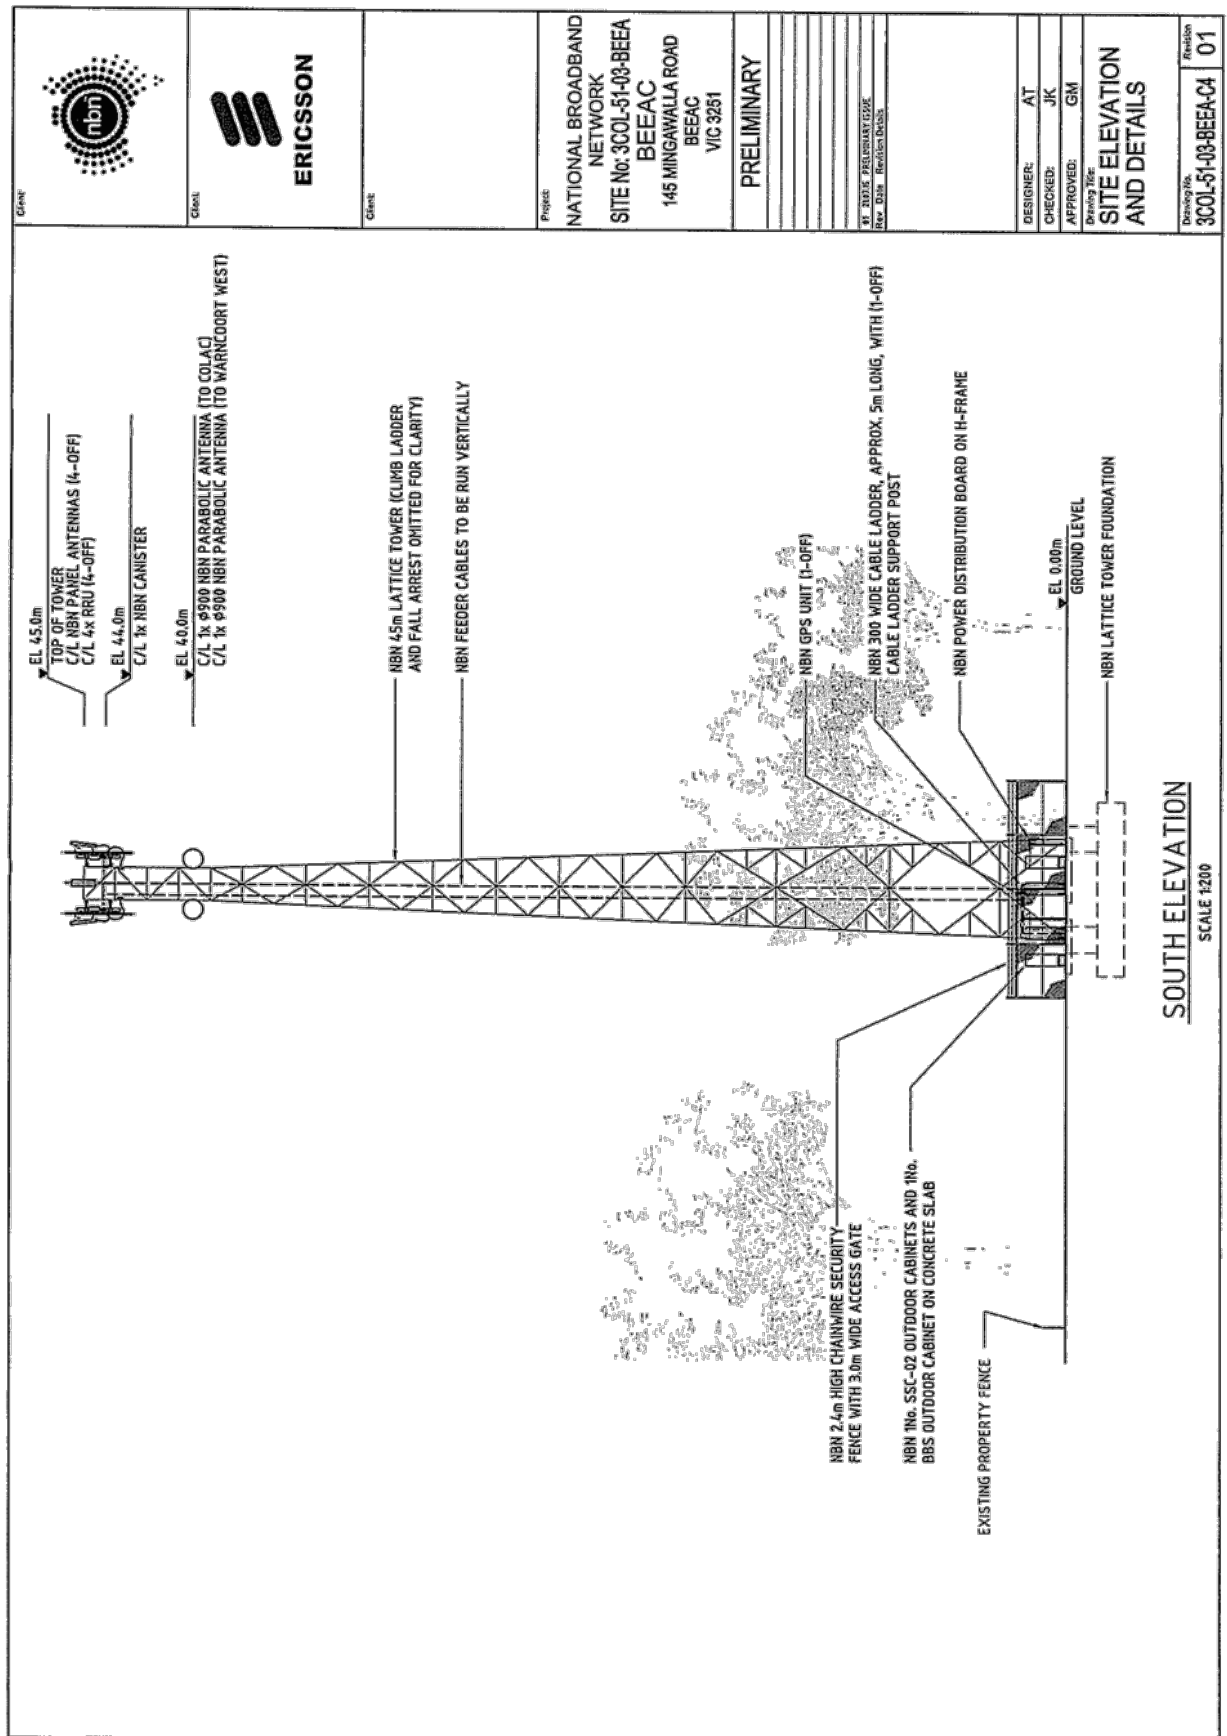 EL 45.0m
TOP OF TOWER
C/L NBN PANEL ANTENNAS (4-OFF)
C/L 4x RRU (4-OFF)
EL 44.0m
C/L 1x NBN CANISTER
EL 40.0m
C/L 1x Ø900 NBN PARABOLIC ANTENNA (TO COLAC)
C/L 1x Ø900 NBN PARABOLIC ANTENNA (TO WARNCOORT WEST)
NBN 45m LATTICE TOWER (CLIMB LADDER
AND FALL ARREST OMITTED FOR CLARITY)
NBN FEEDER CABLES TO BE RUN VERTICALLY
NBN GPS UNIT (1-OFF)
NBN 300 WIDE CABLE LADDER, APPROX. 5m LONG, WITH (1-OFF)
CABLE LADDER SUPPORT POST
NBN POWER DISTRIBUTION BOARD ON H-FRAME
EL 0.00m
GROUND LEVEL
NBN LATTICE TOWER FOUNDATION
NBN 2.4m HIGH CHAINWIRE SECURITY
FENCE WITH 3.0m WIDE ACCESS GATE
NBN 1No. SSC-02 OUTDOOR CABINETS AND 1No.
BBS OUTDOOR CABINET ON CONCRETE SLAB
EXISTING PROPERTY FENCE
SOUTH ELEVATION
SCALE 1:200
Client:
nbn
Client:
ERICSSON
Client:
Project:
NATIONAL BROADBAND
NETWORK
SITE No: 3COL-51-03-BEEA
BEEAC
145 MINGAWALLA ROAD
BEEAC
VIC 3251
PRELIMINARY
01 21.07.15 PRELIMINARY ISSUE
Rev Date Revision Details
DESIGNER: AT
CHECKED: JK
APPROVED: GM
Drawing Title:
SITE ELEVATION
AND DETAILS
Drawing No.
3COL-51-03-BEEA-C4
Revision
01